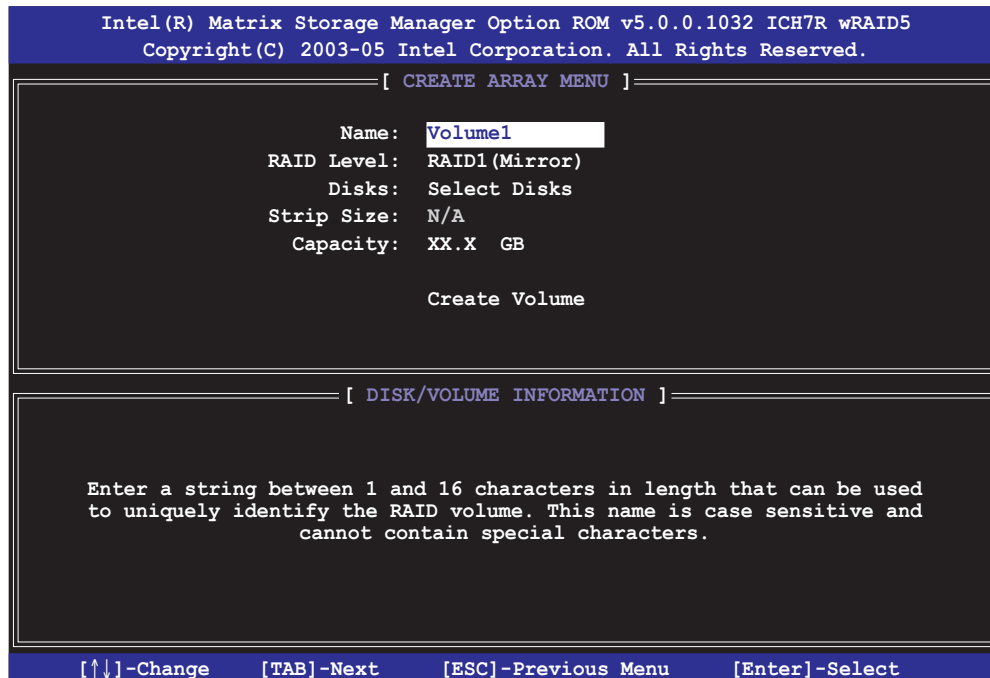 Intel(R) Matrix Storage Manager Option ROM v5.0.0.1032 ICH7R wRAID5
Copyright(C) 2003-05 Intel Corporation. All Rights Reserved.
[ CREATE ARRAY MENU ]
Name: Volume1
RAID Level: RAID1(Mirror)
Disks: Select Disks
Strip Size: N/A
Capacity: XX.X GB
Create Volume
[ DISK/VOLUME INFORMATION ]
Enter a string between 1 and 16 characters in length that can be used
to uniquely identify the RAID volume. This name is case sensitive and
cannot contain special characters.
[↑↓]-Change [TAB]-Next [ESC]-Previous Menu [Enter]-Select